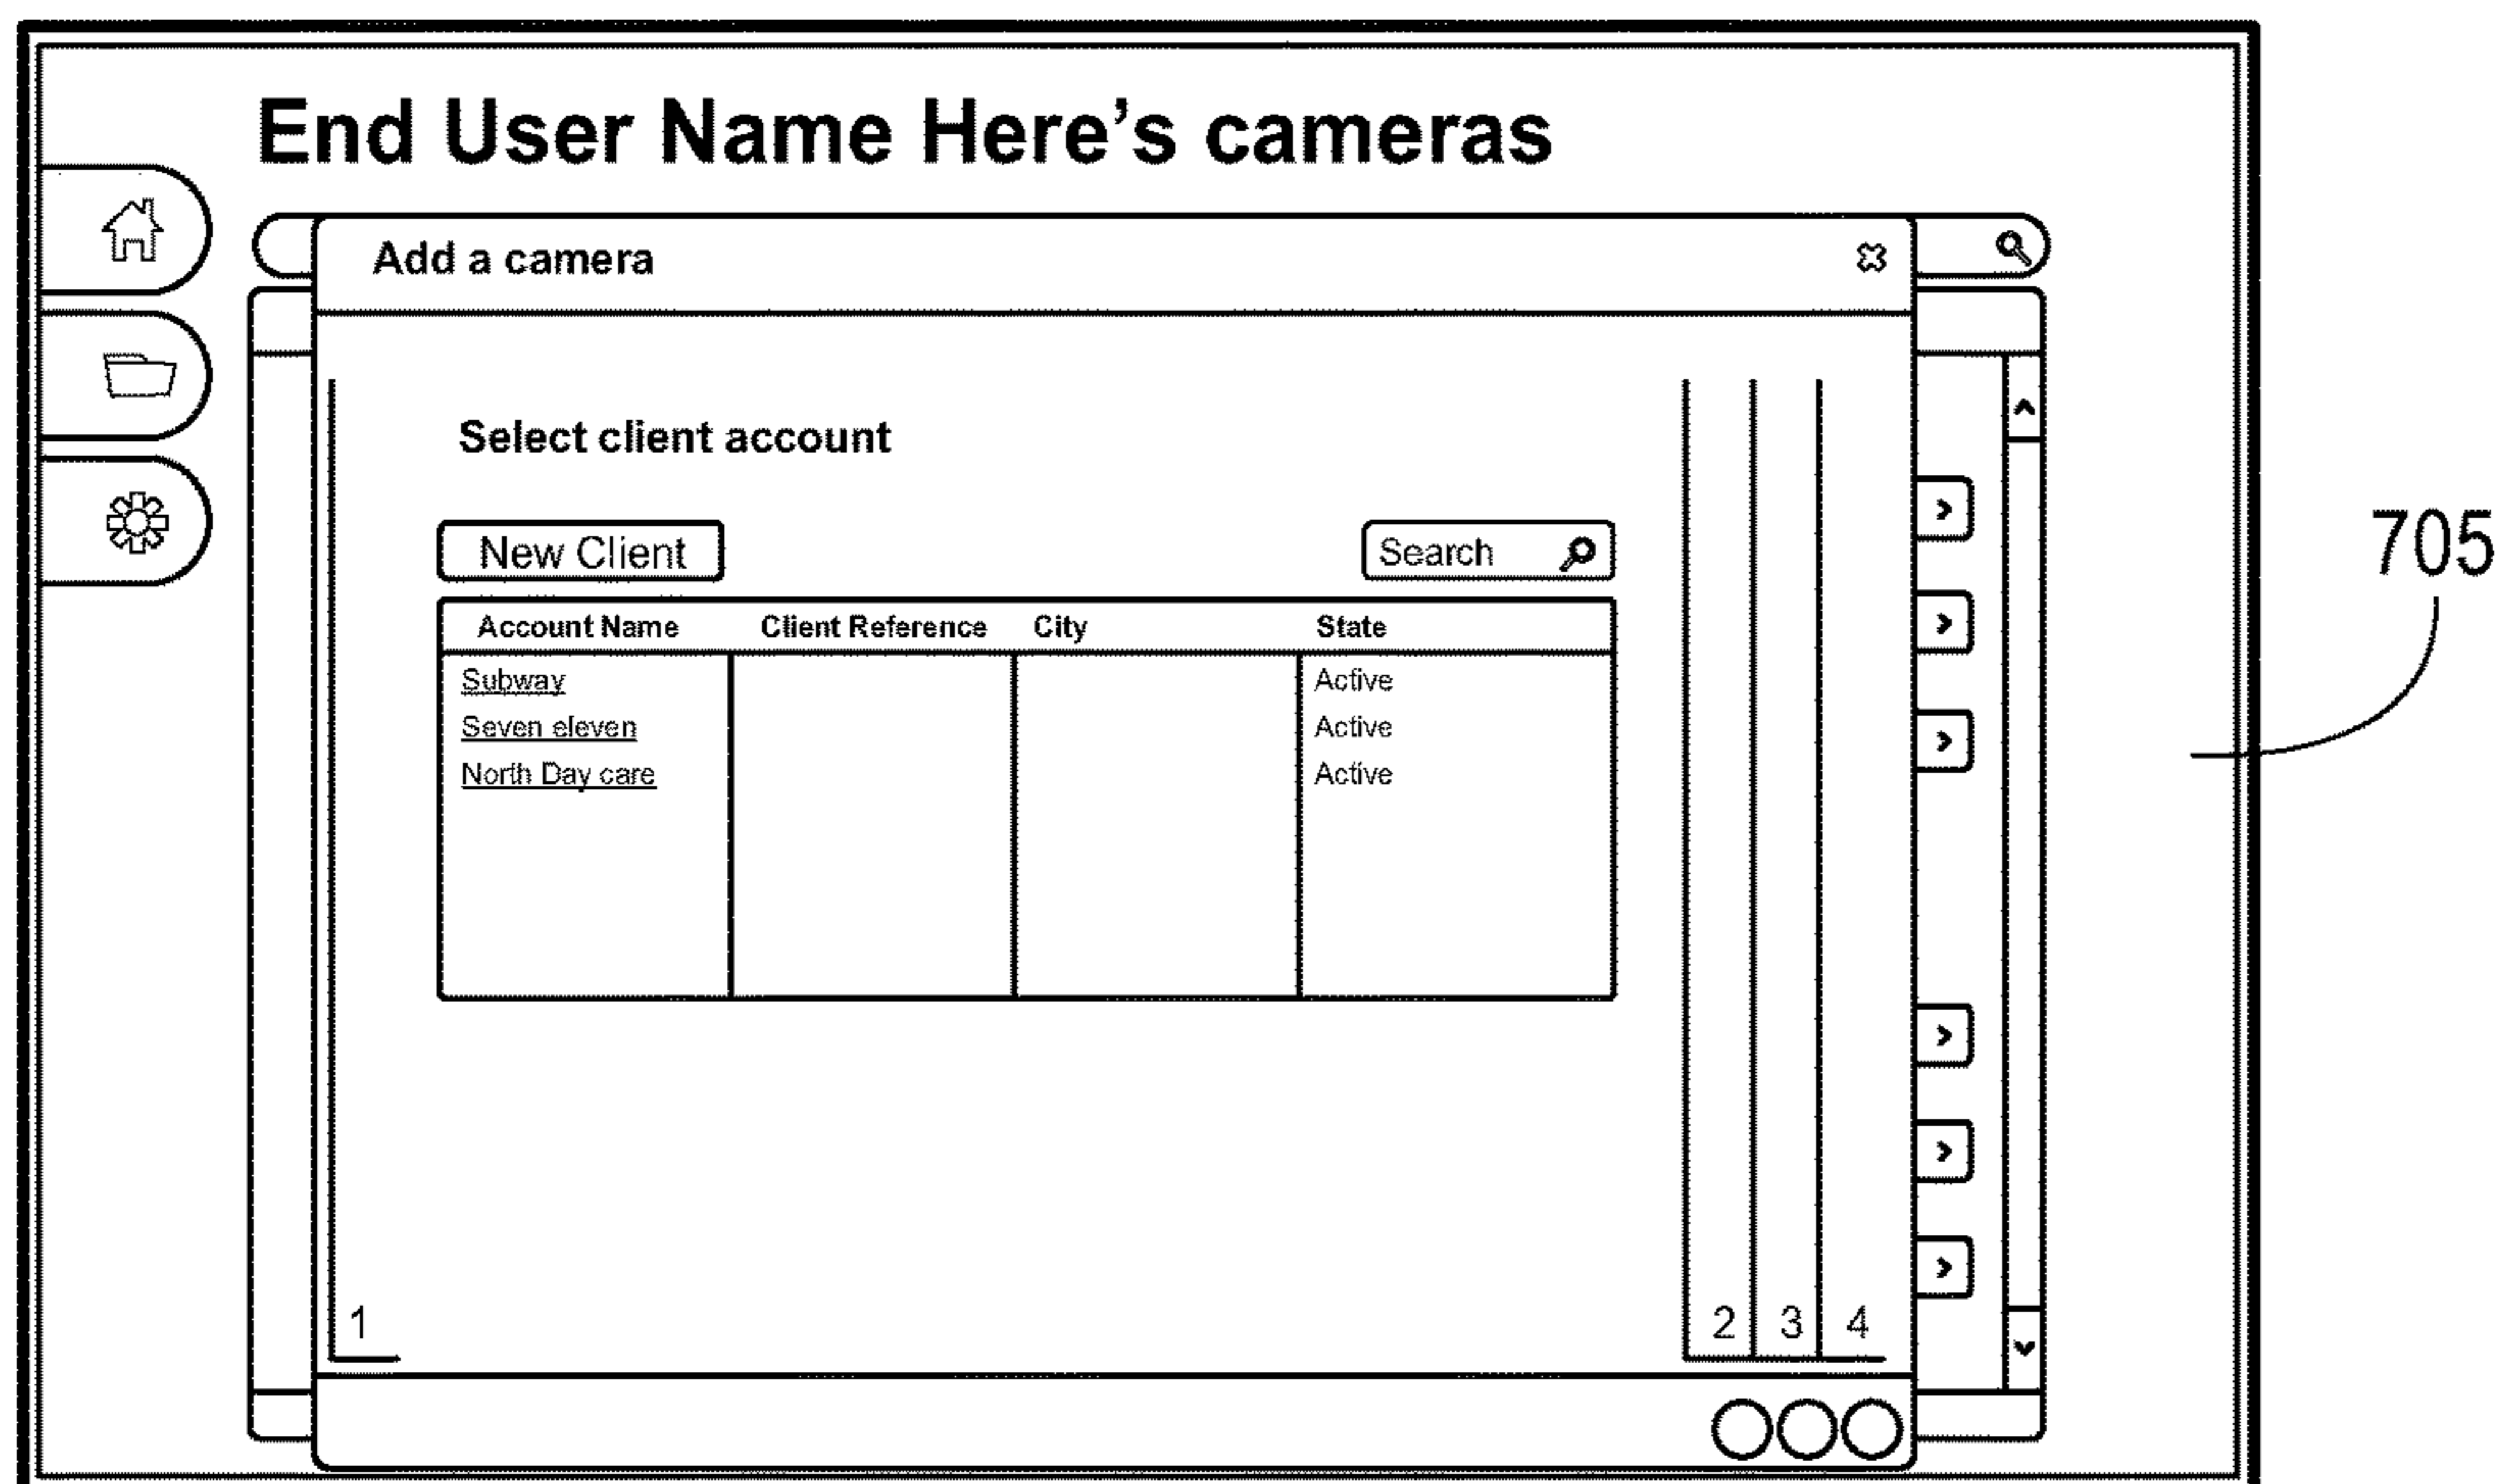 End User Name Here’s cameras
Add a camera
Select client account
New Client
Search
Account Name Client Reference City State
Subway Active
Seven eleven Active
North Day care Active
1
2 3 4
705